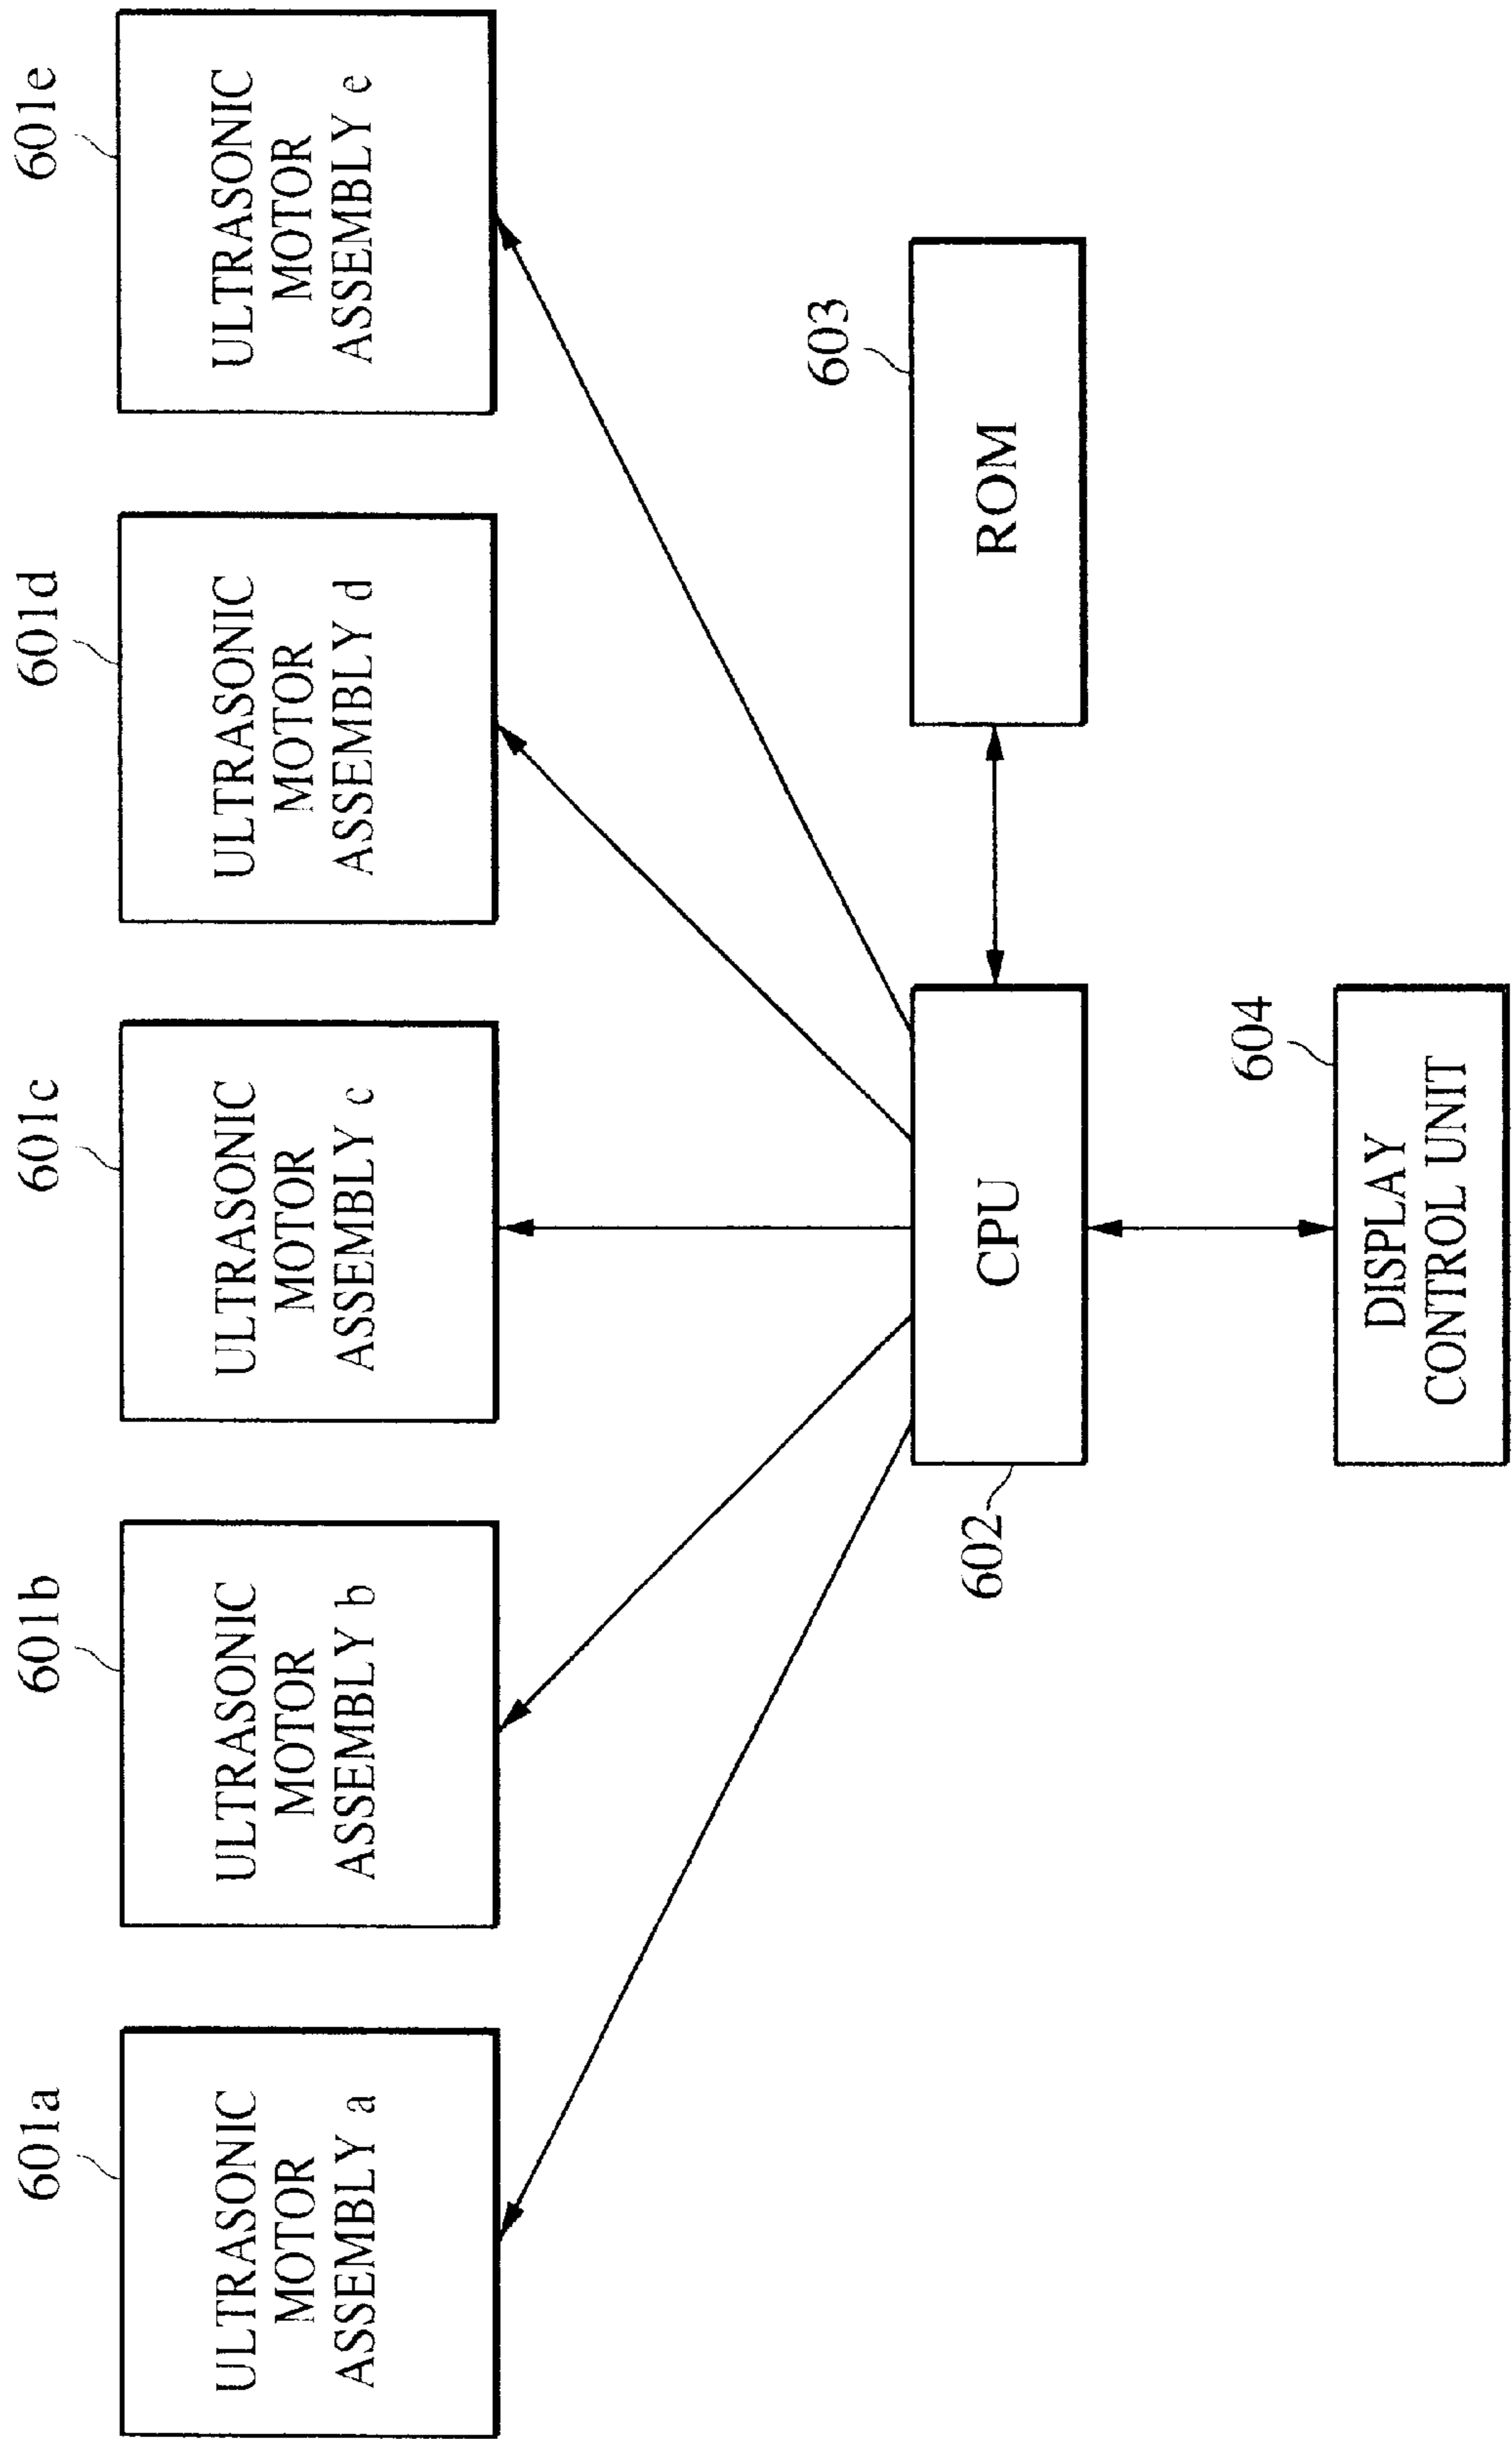 601a
601b
601c
601d
601e
ULTRASONIC
MOTOR
ASSEMBLY a
ULTRASONIC
MOTOR
ASSEMBLY b
ULTRASONIC
MOTOR
ASSEMBLY c
ULTRASONIC
MOTOR
ASSEMBLY d
ULTRASONIC
MOTOR
ASSEMBLY e
602
CPU
603
ROM
604
DISPLAY
CONTROL UNIT